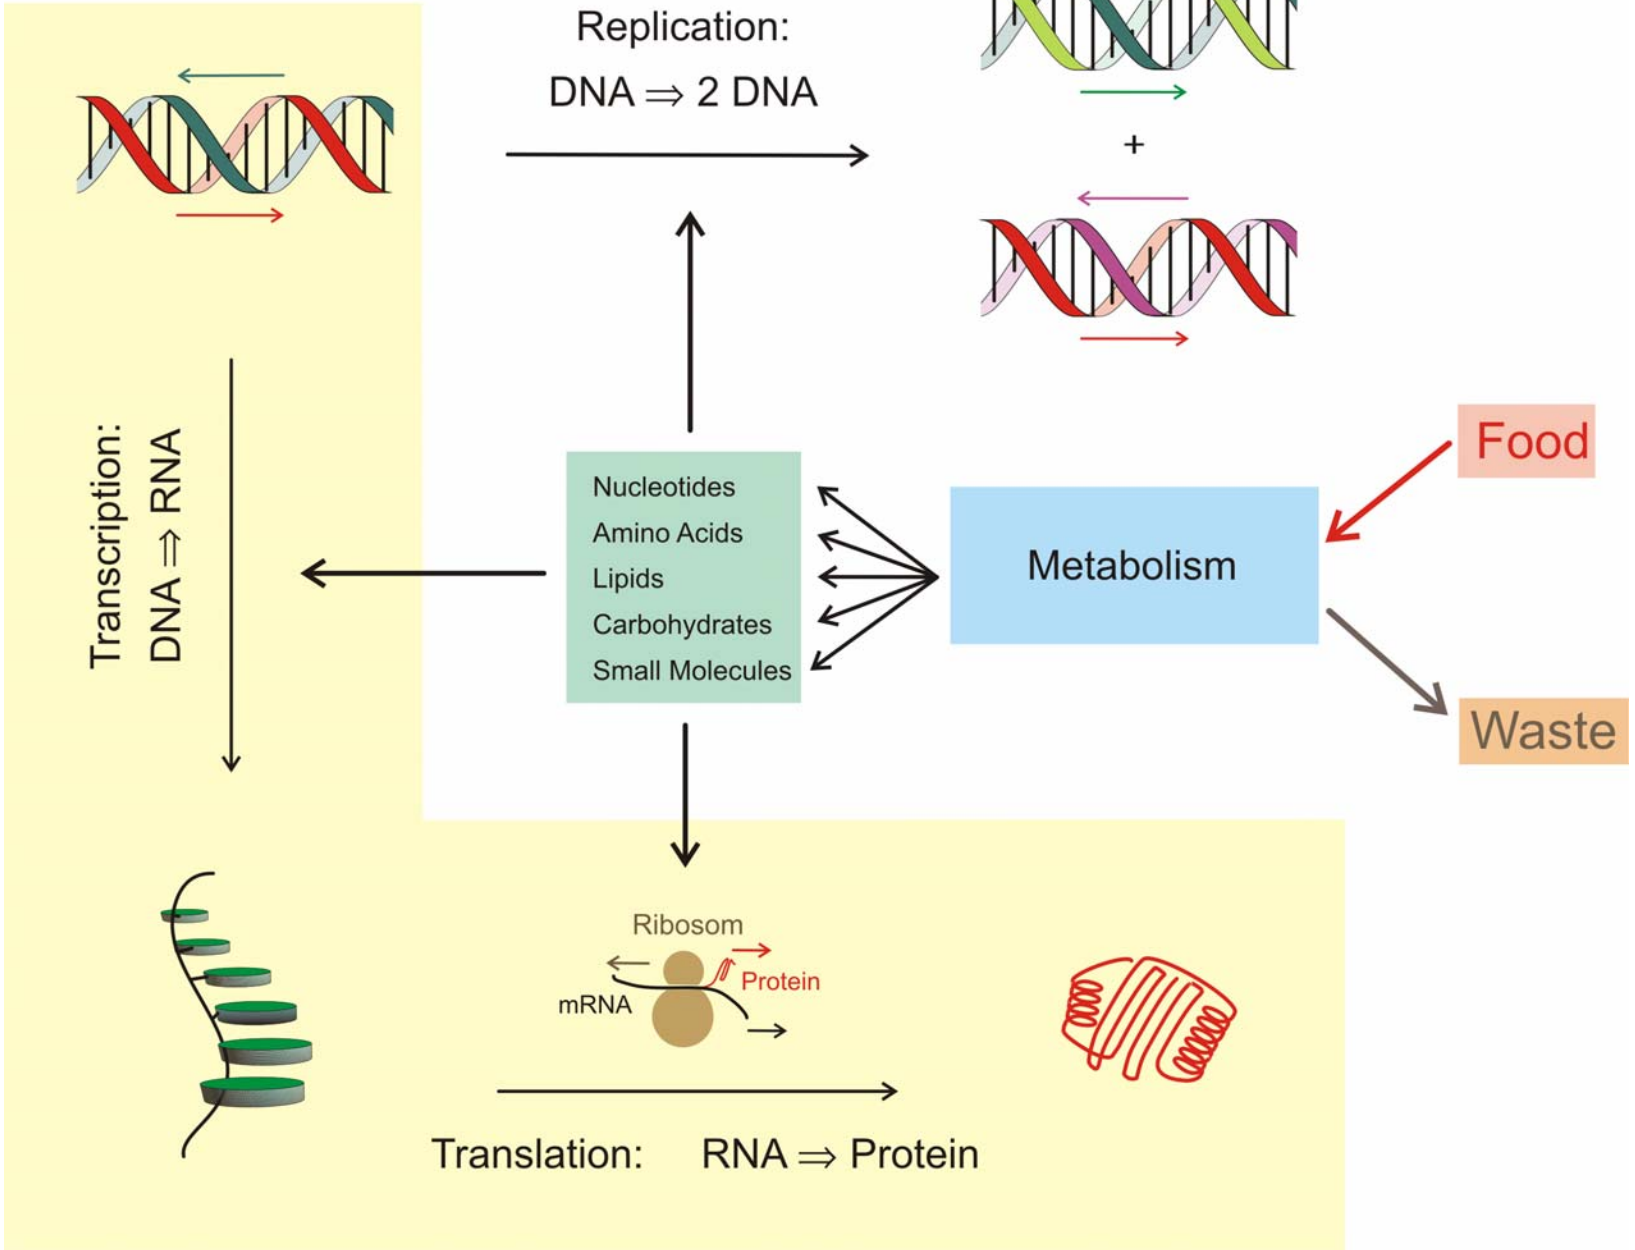 Replication:
DNA ⇒ 2 DNA
+
Transcription:
DNA ⇒ RNA
Nucleotides
Amino Acids
Lipids
Carbohydrates
Small Molecules
Metabolism
Food
Waste
Ribosom
Protein
mRNA
Translation: RNA ⇒ Protein